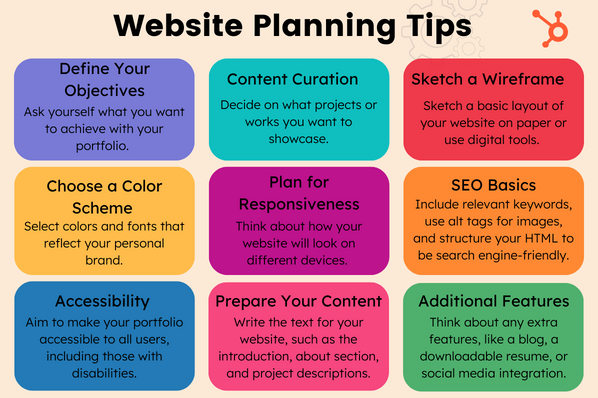 Website Planning Tips
Define Your
Objectives
Ask yourself what you want
to achieve with your
portfolio.
Content Curation
Decide on what projects or
works you want to
showcase.
Sketch a Wireframe
Sketch a basic layout of
your website on paper or
use digital tools.
Choose a Color
Scheme
Select colors and fonts that
reflect your personal
brand.
Plan for
Responsiveness
Think about how your
website will look on
different devices.
SEO Basics
Include relevant keywords,
use alt tags for images,
and structure your HTML to
be search engine-friendly.
Accessibility
Aim to make your portfolio
accessible to all users,
including those with
disabilities.
Prepare Your Content
Write the text for your
website, such as the
introduction, about section,
and project descriptions.
Additional Features
Think about any extra
features, like a blog, a
downloadable resume, or
social media integration.